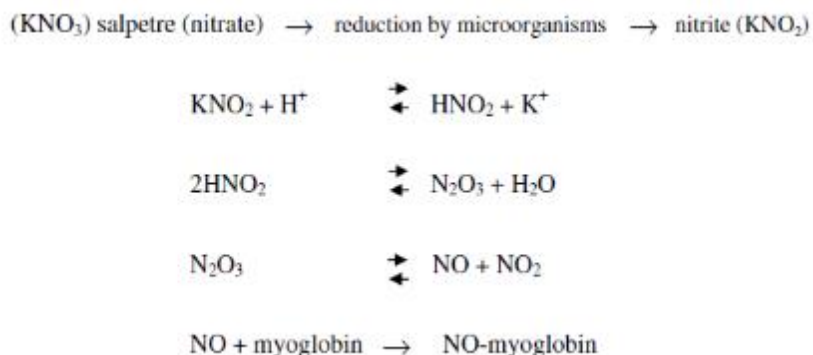 (KNO₃) salpetre (nitrate) → reduction by microorganisms → nitrite (KNO₂)
KNO₂ + H⁺ ⇄ HNO₂ + K⁺
2HNO₂ ⇄ N₂O₃ + H₂O
N₂O₃ ⇄ NO + NO₂
NO + myoglobin → NO-myoglobin